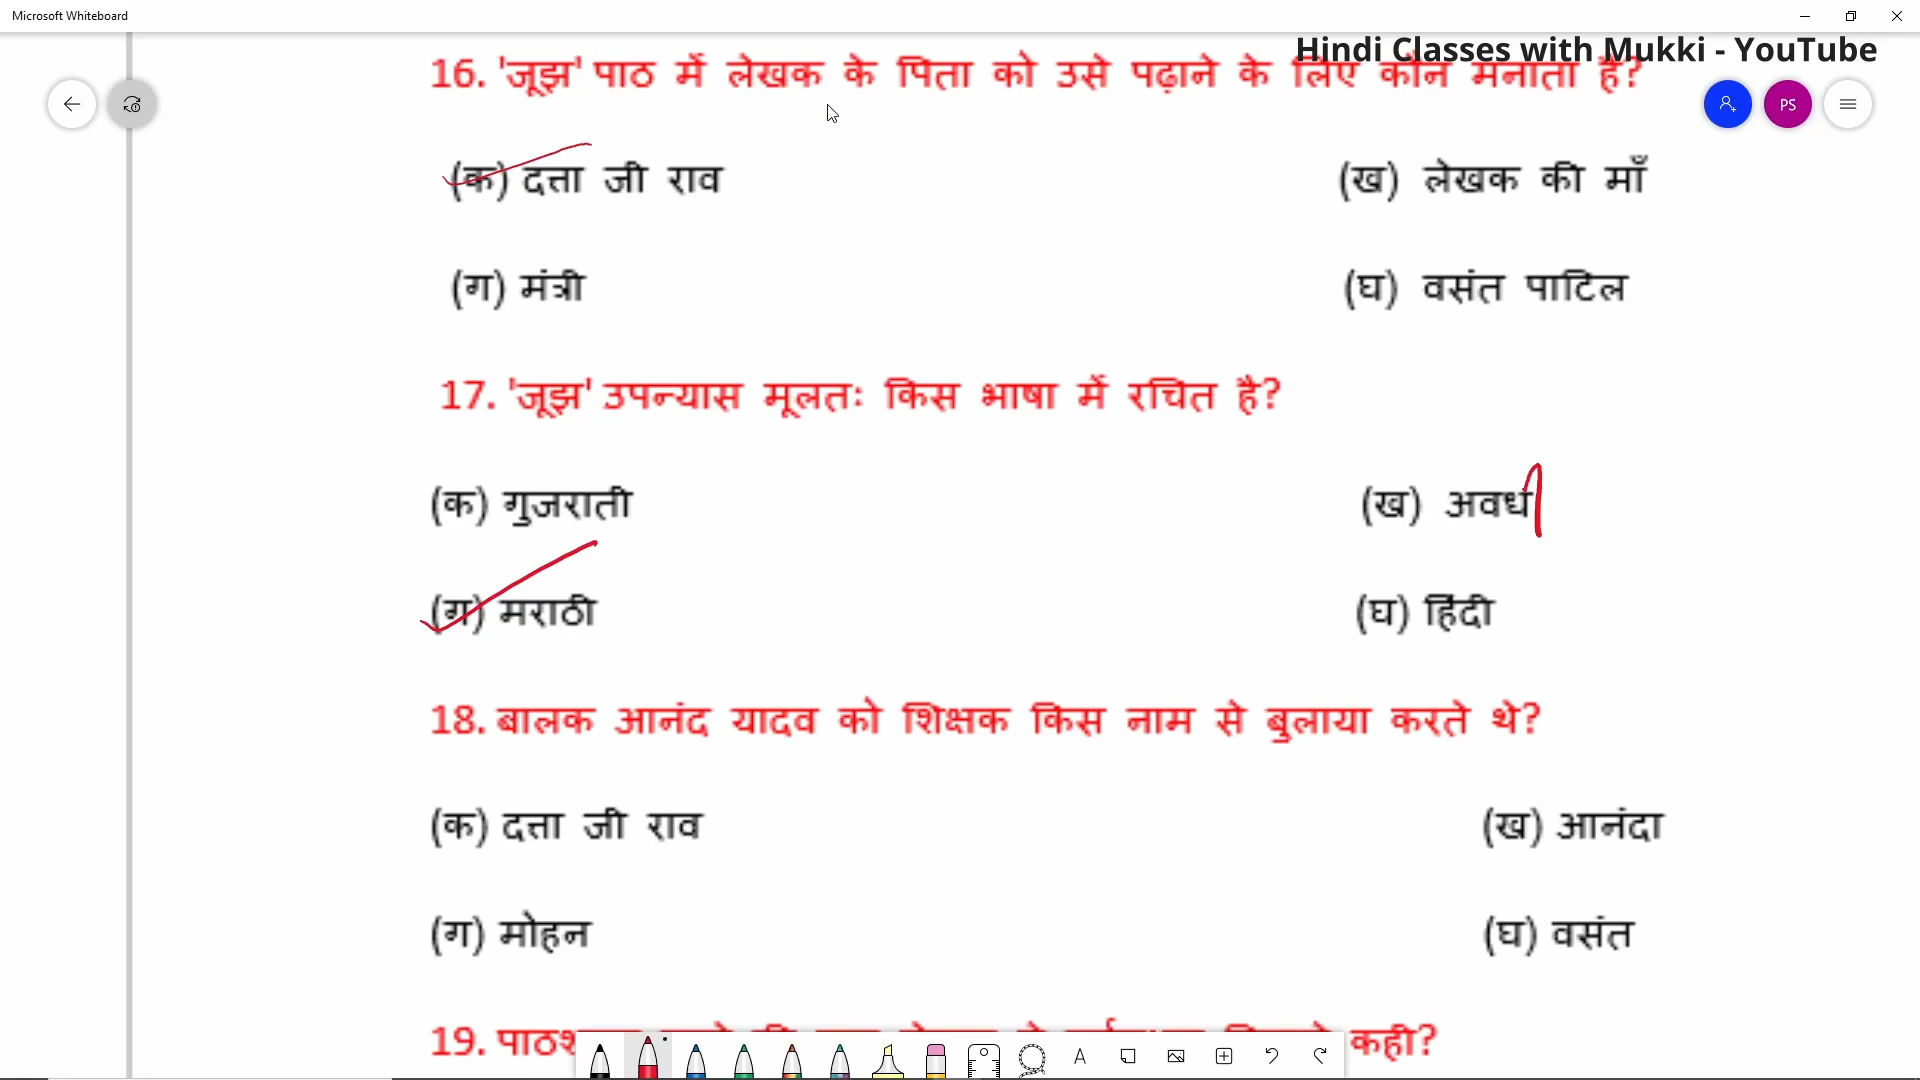 Microsoft Whiteboard
Hindi Classes with Mukki - YouTube
16. 'जूझ' पाठ में लेखक के पिता को उसे पढ़ाने के लिए कौन मनाता है?
PS
(क) दत्ता जी राव (ख) लेखक की माँ
(ग) मंत्री (घ) वसंत पाटिल
17. 'जूझ' उपन्यास मूलतः किस भाषा में रचित है?
(क) गुजराती (ख) अवधी
(ग) मराठी (घ) हिंदी
18. बालक आनंद यादव को शिक्षक किस नाम से बुलाया करते थे?
(क) दत्ता जी राव (ख) आनंदा
(ग) मोहन (घ) वसंत
19. कही?
A